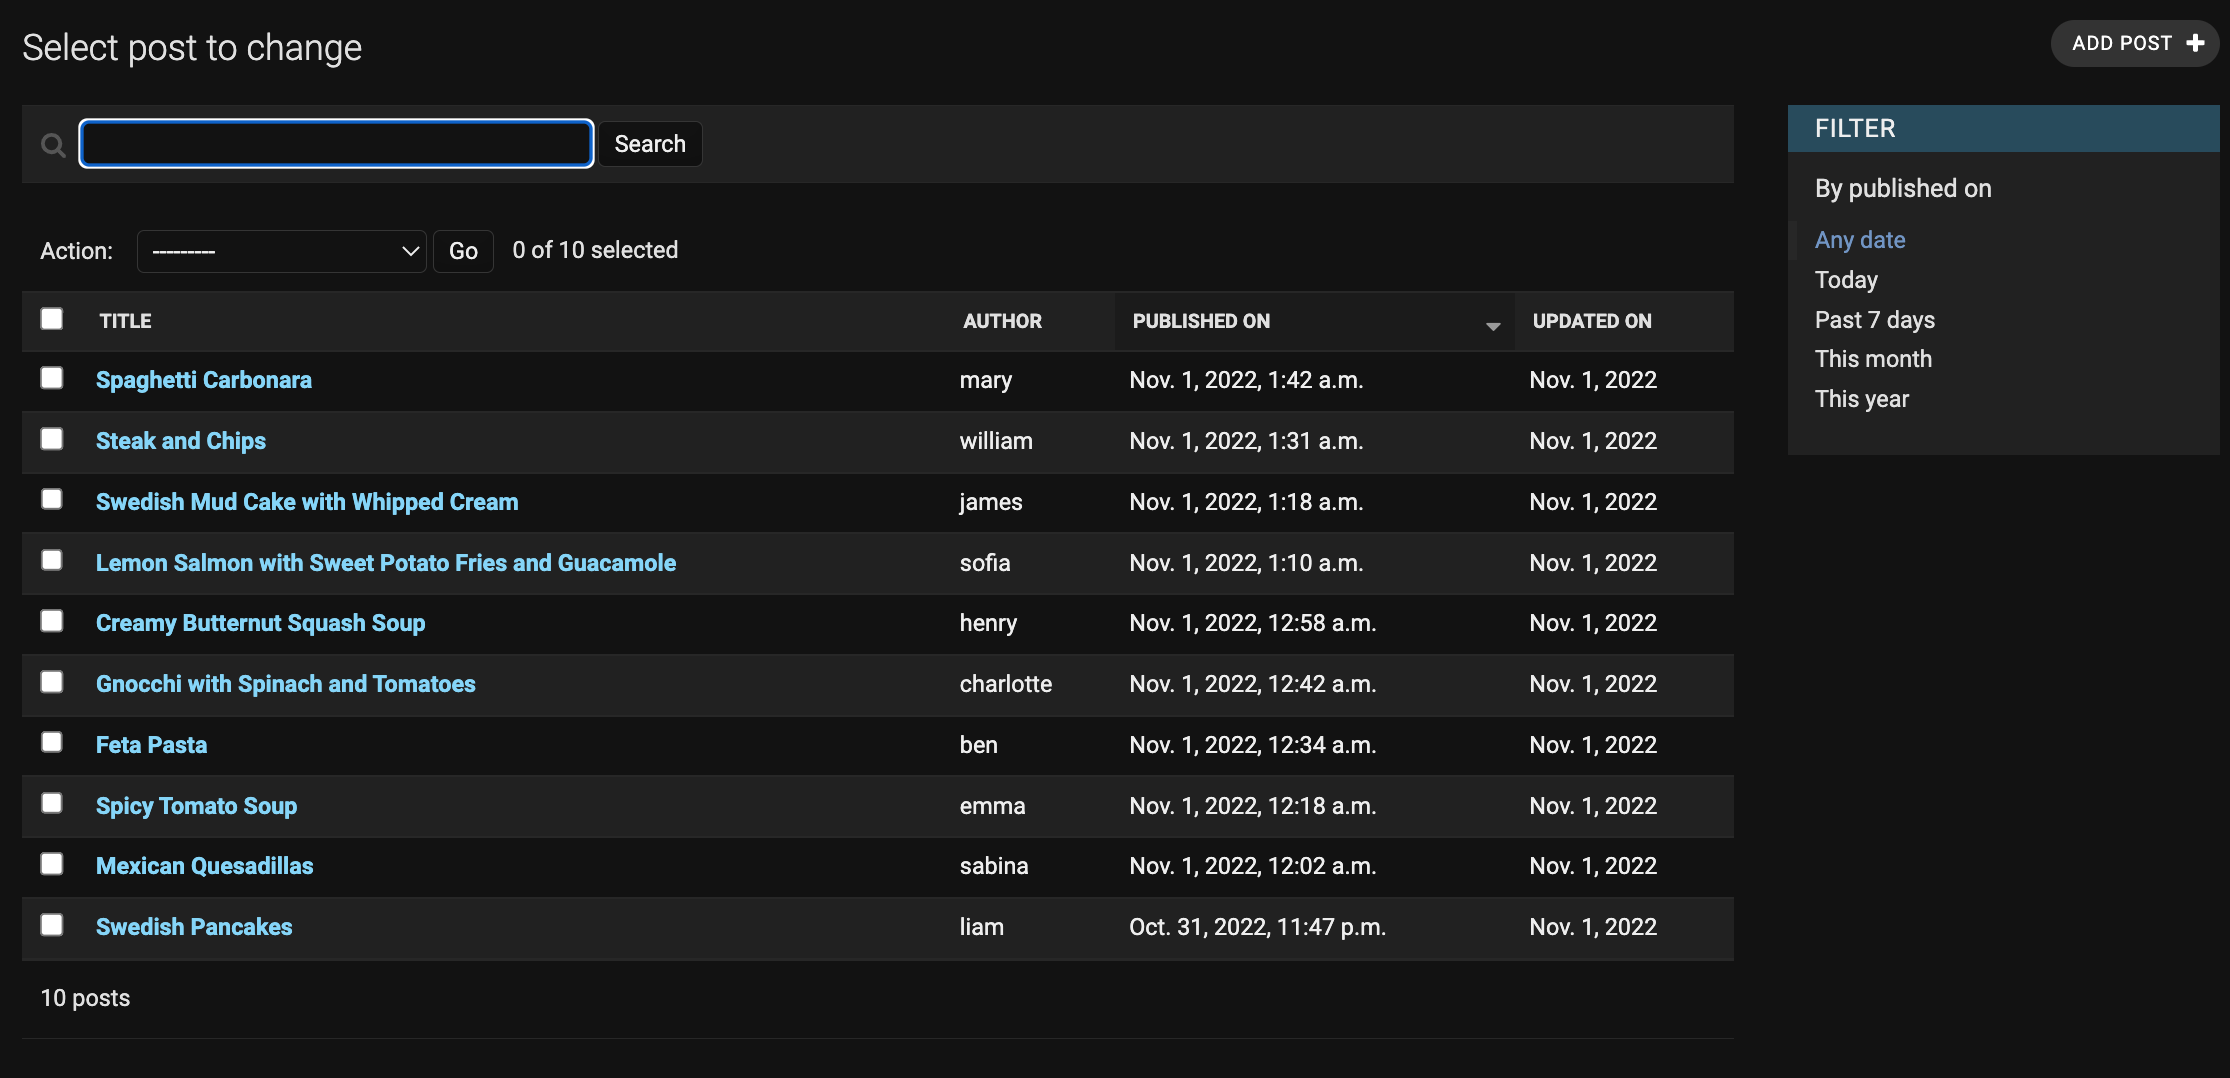 Select post to change
ADD POST
Search
Action: --------- Go 0 of 10 selected
TITLE AUTHOR PUBLISHED ON UPDATED ON
Spaghetti Carbonara mary Nov. 1, 2022, 1:42 a.m. Nov. 1, 2022
Steak and Chips william Nov. 1, 2022, 1:31 a.m. Nov. 1, 2022
Swedish Mud Cake with Whipped Cream james Nov. 1, 2022, 1:18 a.m. Nov. 1, 2022
Lemon Salmon with Sweet Potato Fries and Guacamole sofia Nov. 1, 2022, 1:10 a.m. Nov. 1, 2022
Creamy Butternut Squash Soup henry Nov. 1, 2022, 12:58 a.m. Nov. 1, 2022
Gnocchi with Spinach and Tomatoes charlotte Nov. 1, 2022, 12:42 a.m. Nov. 1, 2022
Feta Pasta ben Nov. 1, 2022, 12:34 a.m. Nov. 1, 2022
Spicy Tomato Soup emma Nov. 1, 2022, 12:18 a.m. Nov. 1, 2022
Mexican Quesadillas sabina Nov. 1, 2022, 12:02 a.m. Nov. 1, 2022
Swedish Pancakes liam Oct. 31, 2022, 11:47 p.m. Nov. 1, 2022
10 posts
FILTER
By published on
Any date
Today
Past 7 days
This month
This year